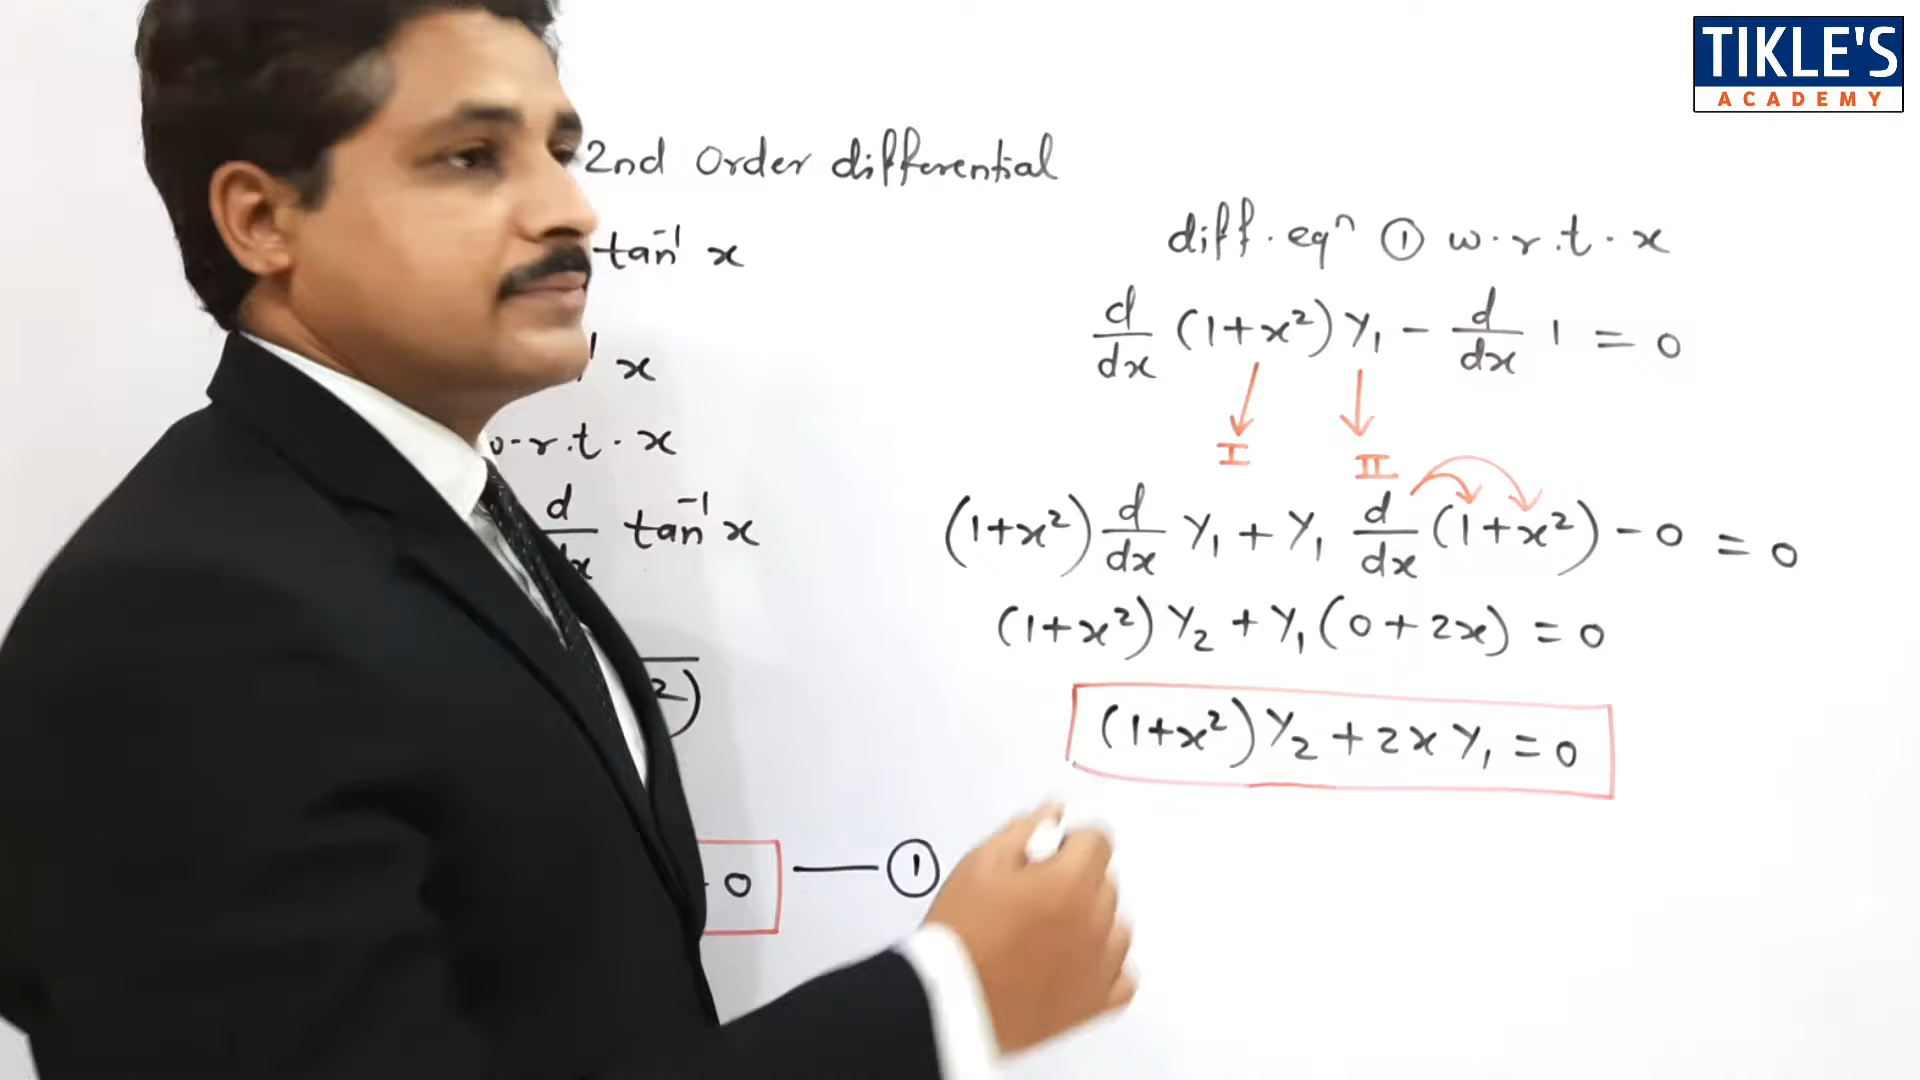 TIKLE'S
ACADEMY
2nd Order differential
tan⁻¹ x
x
w.r.t. x
d/dx tan⁻¹ x
²)
0 —— ①
diff. eqⁿ ① w.r.t. x
d/dx (1+x²) y₁ − d/dx 1 = 0
I II
(1+x²) d/dx y₁ + y₁ d/dx (1+x²) − 0 = 0
(1+x²) y₂ + y₁ (0 + 2x) = 0
(1+x²) y₂ + 2x y₁ = 0